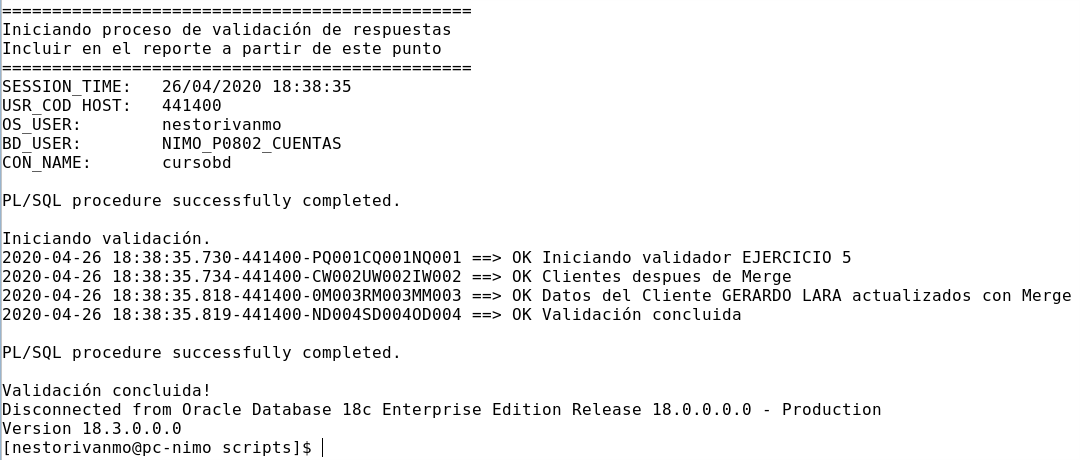 ===============================================
Iniciando proceso de validación de respuestas
Incluir en el reporte a partir de este punto
===============================================
SESSION_TIME:   26/04/2020 18:38:35
USR_COD HOST:   441400
OS_USER:        nestorivanmo
BD_USER:        NIMO_P0802_CUENTAS
CON_NAME:       cursobd
PL/SQL procedure successfully completed.
Iniciando validación.
2020-04-26 18:38:35.730-441400-PQ001CQ001NQ001 ==> OK Iniciando validador EJERCICIO 5
2020-04-26 18:38:35.734-441400-CW002UW002IW002 ==> OK Clientes despues de Merge
2020-04-26 18:38:35.818-441400-0M003RM003MM003 ==> OK Datos del Cliente GERARDO LARA actualizados con Merge
2020-04-26 18:38:35.819-441400-ND004SD004OD004 ==> OK Validación concluida
PL/SQL procedure successfully completed.
Validación concluida!
Disconnected from Oracle Database 18c Enterprise Edition Release 18.0.0.0.0 - Production
Version 18.3.0.0.0
[nestorivanmo@pc-nimo scripts]$